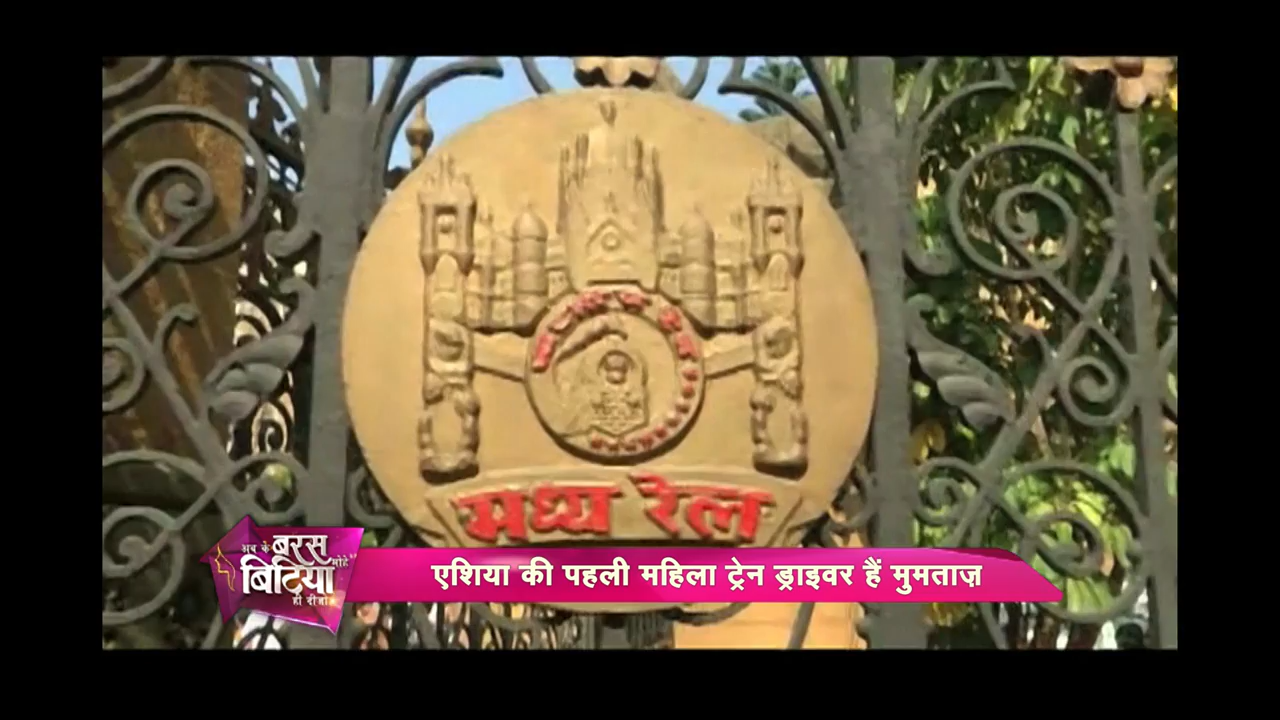 मध्य रेल
अब के बरस
मोहे
बिटिया
ही दीजो
एशिया की पहली महिला ट्रेन ड्राइवर हैं मुमताज़